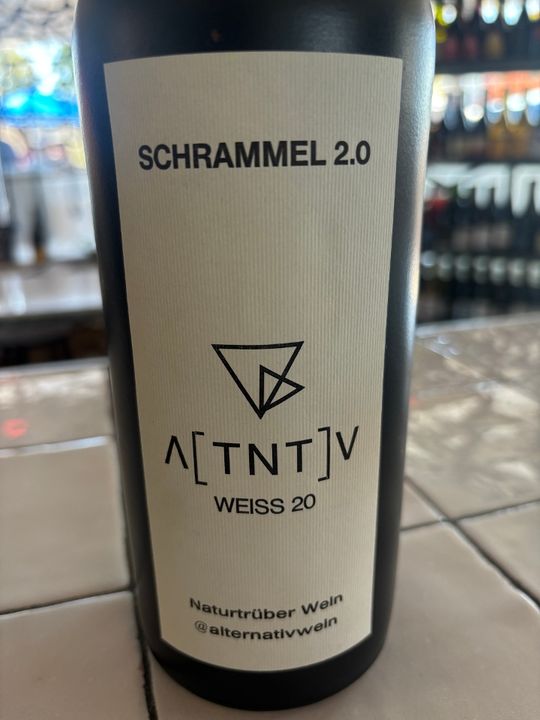 SCHRAMMEL 2.0
Λ[TNT]V
WEISS 20
Naturtrüber Wein
@alternativwein